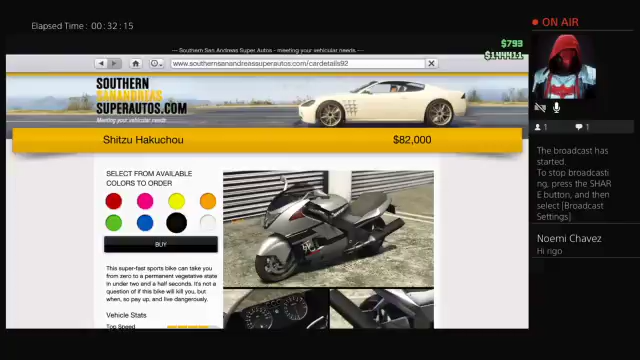 Elapsed Time : 00:32:15
ON AIR
--- Southern San Andreas Super Autos - meeting your vehicular needs. ---
$793
$144411
www.southernsanandreassuperautos.com/cardetails92
SOUTHERN
SANANDREAS
SUPERAUTOS.COM
Meeting your vehicular needs
Shitzu Hakuchou
$82,000
SELECT FROM AVAILABLE
COLORS TO ORDER
BUY
This super-fast sports bike can take you
from zero to a permanent vegetative state
in under two and a half seconds. It's not a
question of if this bike will kill you, but
when, so pay up, and live dangerously.
Vehicle Stats
Top Speed
1
1
The broadcast has
started.
To stop broadcasti
ng, press the SHAR
E button, and then
select [Broadcast
Settings]
Noemi Chavez
Hi rigo